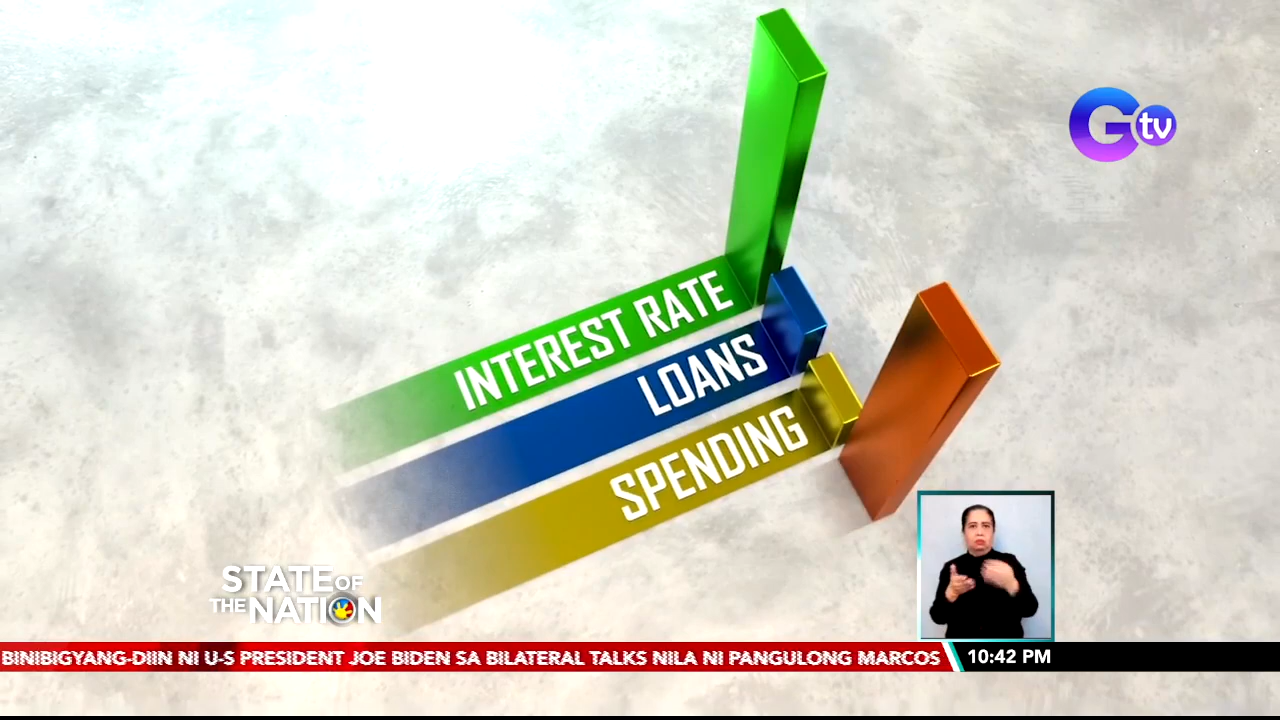 Gtv
INTEREST RATE
LOANS
SPENDING
STATE OF
THE NATION
BINIBIGYANG-DIIN NI U-S PRESIDENT JOE BIDEN SA BILATERAL TALKS NILA NI PANGULONG MARCOS
10:42 PM